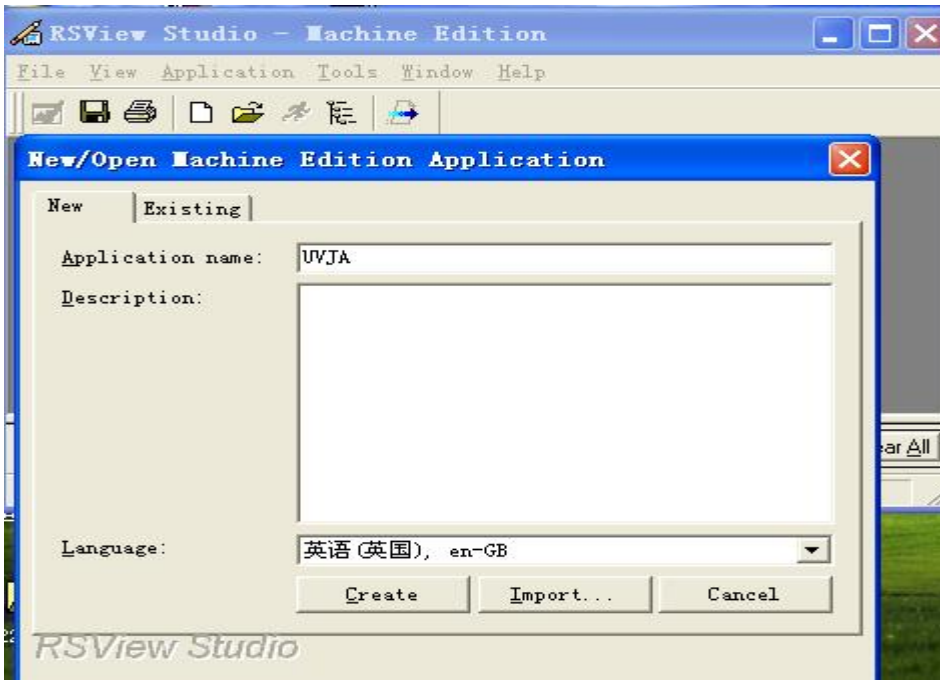 RSView Studio - Machine Edition
File View Application Tools Window Help
New/Open Machine Edition Application
New Existing
Application name: UVJA
Description:
ar All
Language: 英语(英国), en-GB
Create Import... Cancel
RSView Studio